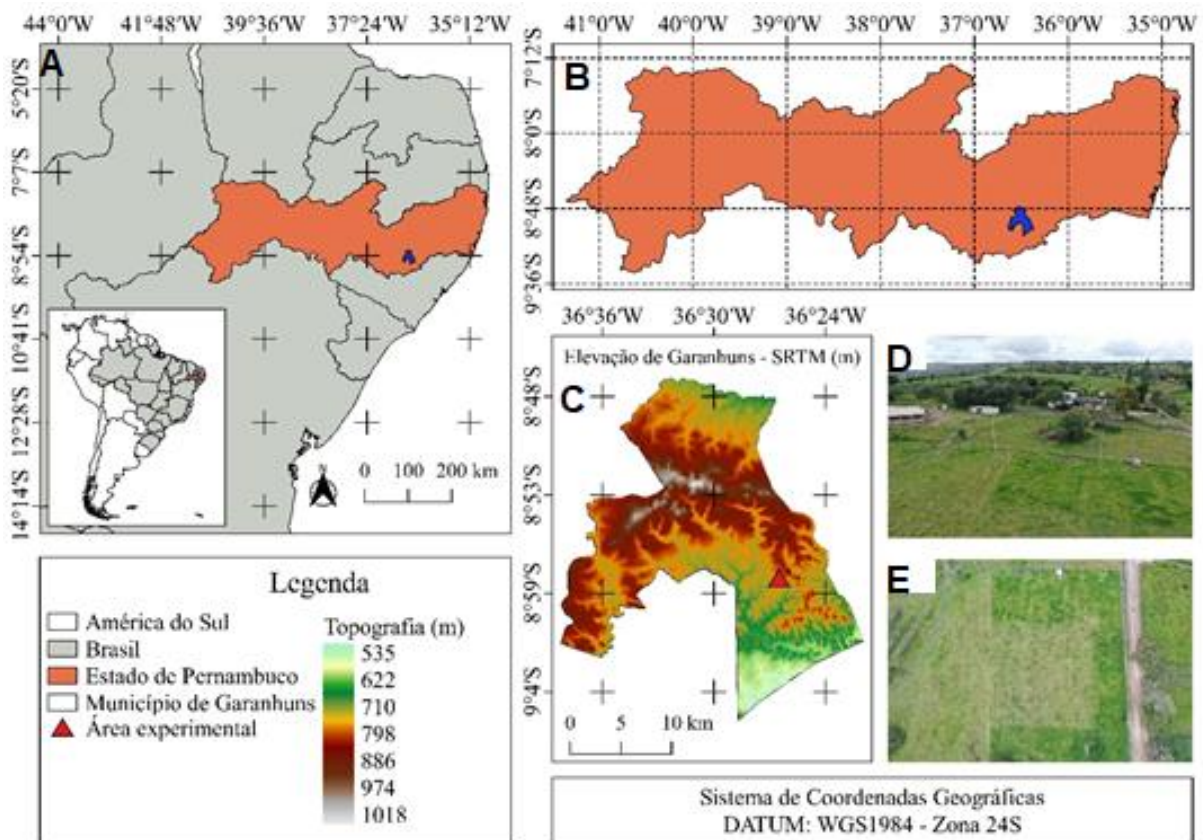 44°0'W 41°48'W 39°36'W 37°24'W 35°12'W
A
5°20'S
7°7'S
8°54'S
10°41'S
12°28'S
14°14'S
N
0 100 200 km
41°0'W 40°0'W 39°0'W 38°0'W 37°0'W 36°0'W 35°0'W
B
7°12'S
8°0'S
8°48'S
9°36'S
36°36'W 36°30'W 36°24'W
Elevação de Garanhuns - SRTM (m)
C
8°48'S
8°53'S
8°59'S
9°4'S
0 5 10 km
D
E
Legenda
América do Sul
Brasil
Estado de Pernambuco
Município de Garanhuns
Área experimental
Topografia (m)
535
622
710
798
886
974
1018
Sistema de Coordenadas Geográficas
DATUM: WGS1984 - Zona 24S